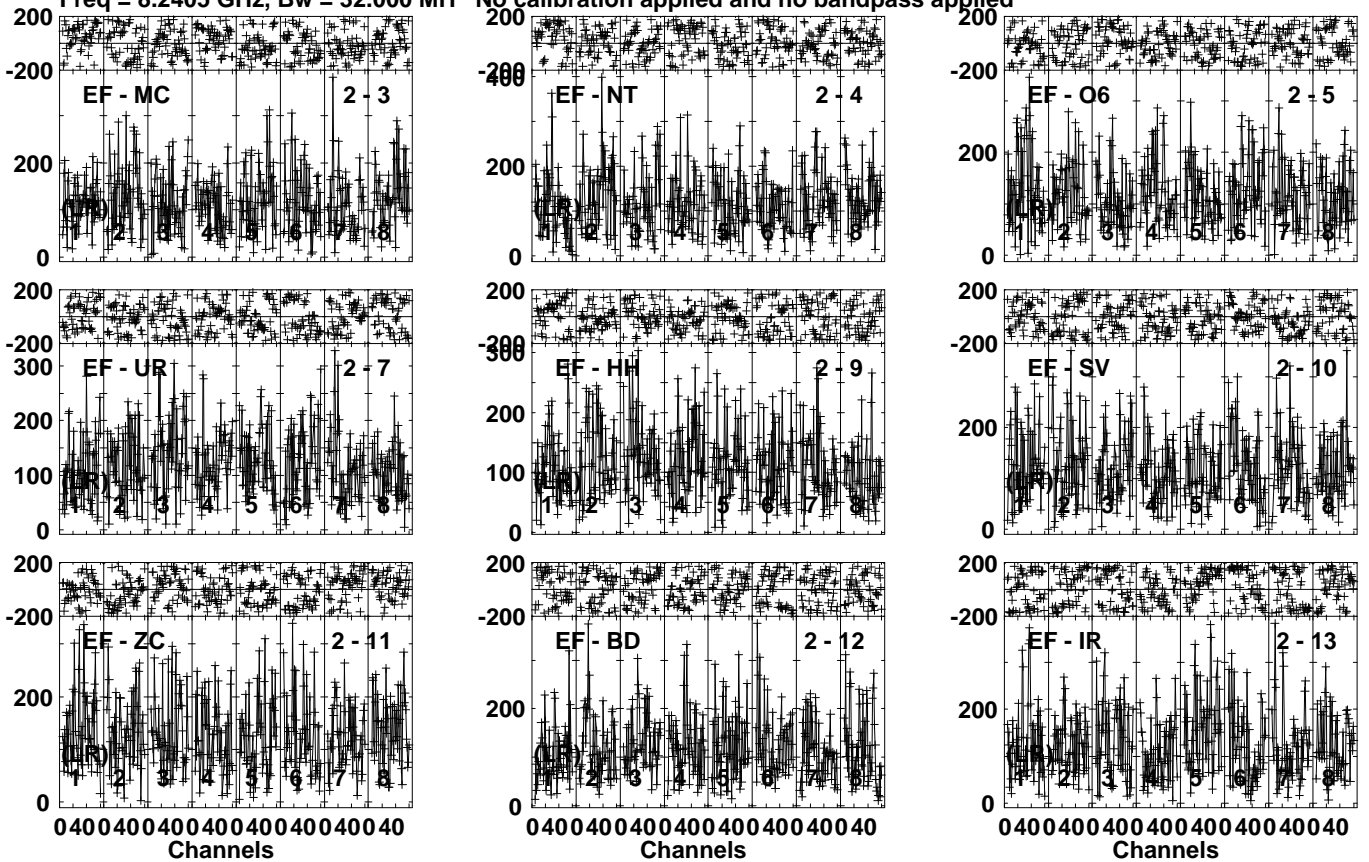 Freq = 8.2405 GHz, Bw = 32.000 MH No calibration applied and no bandpass applied
200 200 200
-200 -200 -200
400
EF - MC 2 - 3 EF - NT 2 - 4 EF - O6 2 - 5
200 200 200
(LR) (LR) (LR)
1 2 3 4 5 6 7 8 1 2 3 4 5 6 7 8 1 2 3 4 5 6 7 8
0 0 0
200 200 200
-200 -200 -200
300 300
EF - UR 2 - 7 EF - HH 2 - 9 EF - SV 2 - 10
200 200 200
100 100
(LR) (LR) (LR)
1 2 3 4 5 6 7 8 1 2 3 4 5 6 7 8 1 2 3 4 5 6 7 8
0 0 0
200 200 200
-200 -200 -200
EF - ZC 2 - 11 EF - BD 2 - 12 EF - IR 2 - 13
200 200 200
(LR) (LR) (LR)
1 2 3 4 5 6 7 8 1 2 3 4 5 6 7 8 1 2 3 4 5 6 7 8
0 0 0
0 40 0 40 0 40 0 40 0 40 0 40 0 40 0 40 0 40 0 40 0 40 0 40 0 40 0 40 0 40 0 40 0 40 0 40 0 40 0 40 0 40 0 40 0 40 0 40
Channels Channels Channels